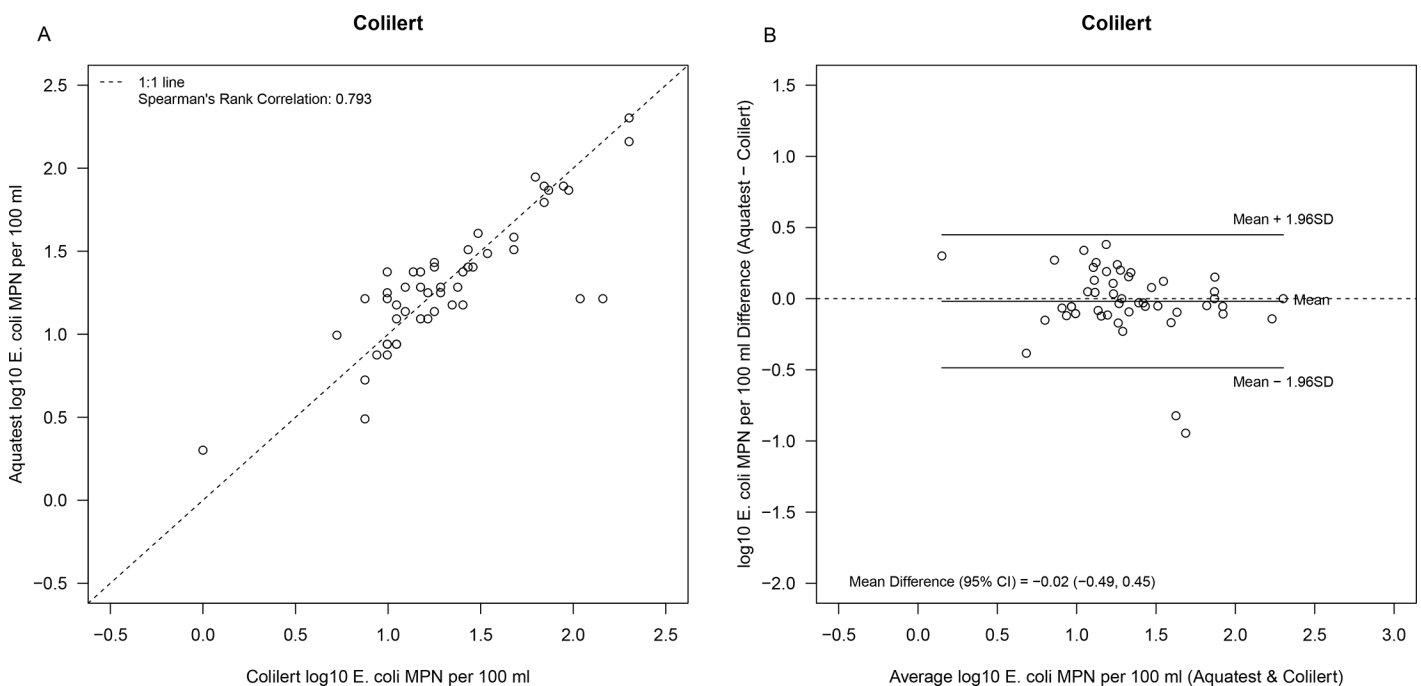 A
Colilert
1:1 line
Spearman's Rank Correlation: 0.793
2.5
2.0
1.5
1.0
0.5
0.0
−0.5
−0.5
0.0
0.5
1.0
1.5
2.0
2.5
Aquatest log10 E. coli MPN per 100 ml
Colilert log10 E. coli MPN per 100 ml
B
Colilert
1.5
1.0
0.5
0.0
−0.5
−1.0
−1.5
−2.0
Mean + 1.96SD
Mean
Mean − 1.96SD
Mean Difference (95% CI) = −0.02 (−0.49, 0.45)
−0.5
0.0
0.5
1.0
1.5
2.0
2.5
3.0
log10 E. coli MPN per 100 ml Difference (Aquatest − Colilert)
Average log10 E. coli MPN per 100 ml (Aquatest & Colilert)